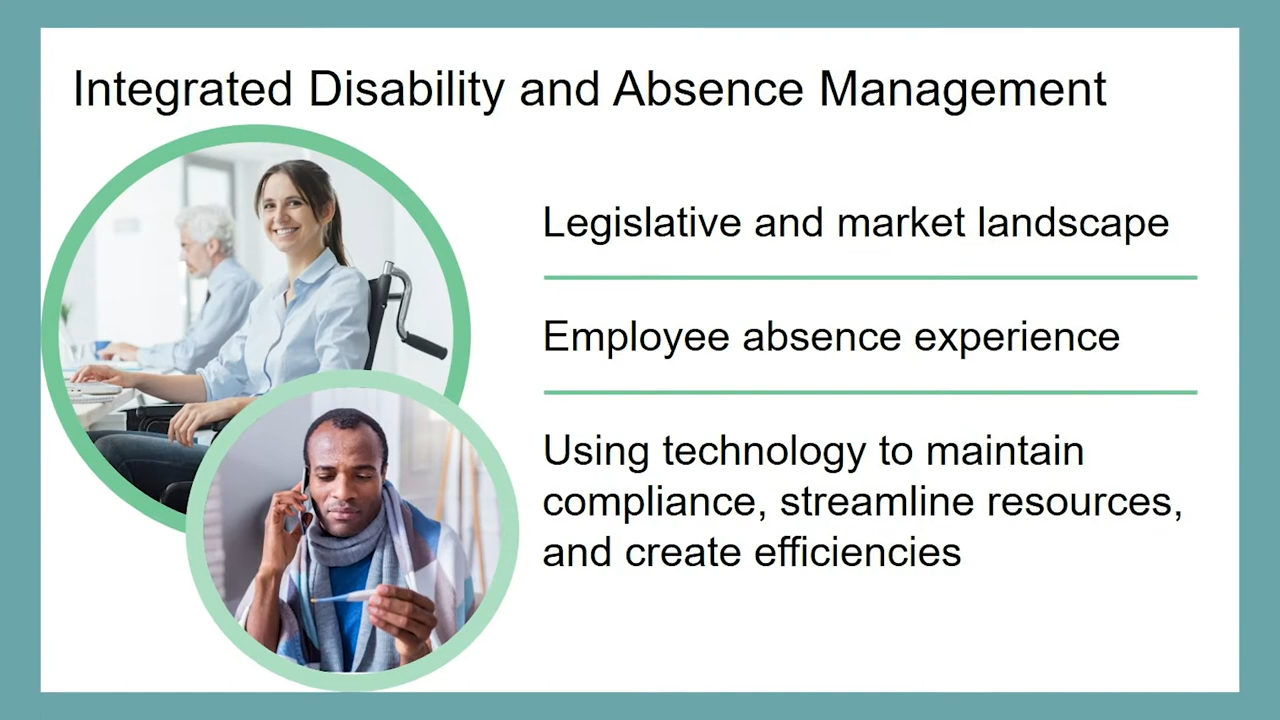 Integrated Disability and Absence Management
Legislative and market landscape
Employee absence experience
Using technology to maintain
compliance, streamline resources,
and create efficiencies